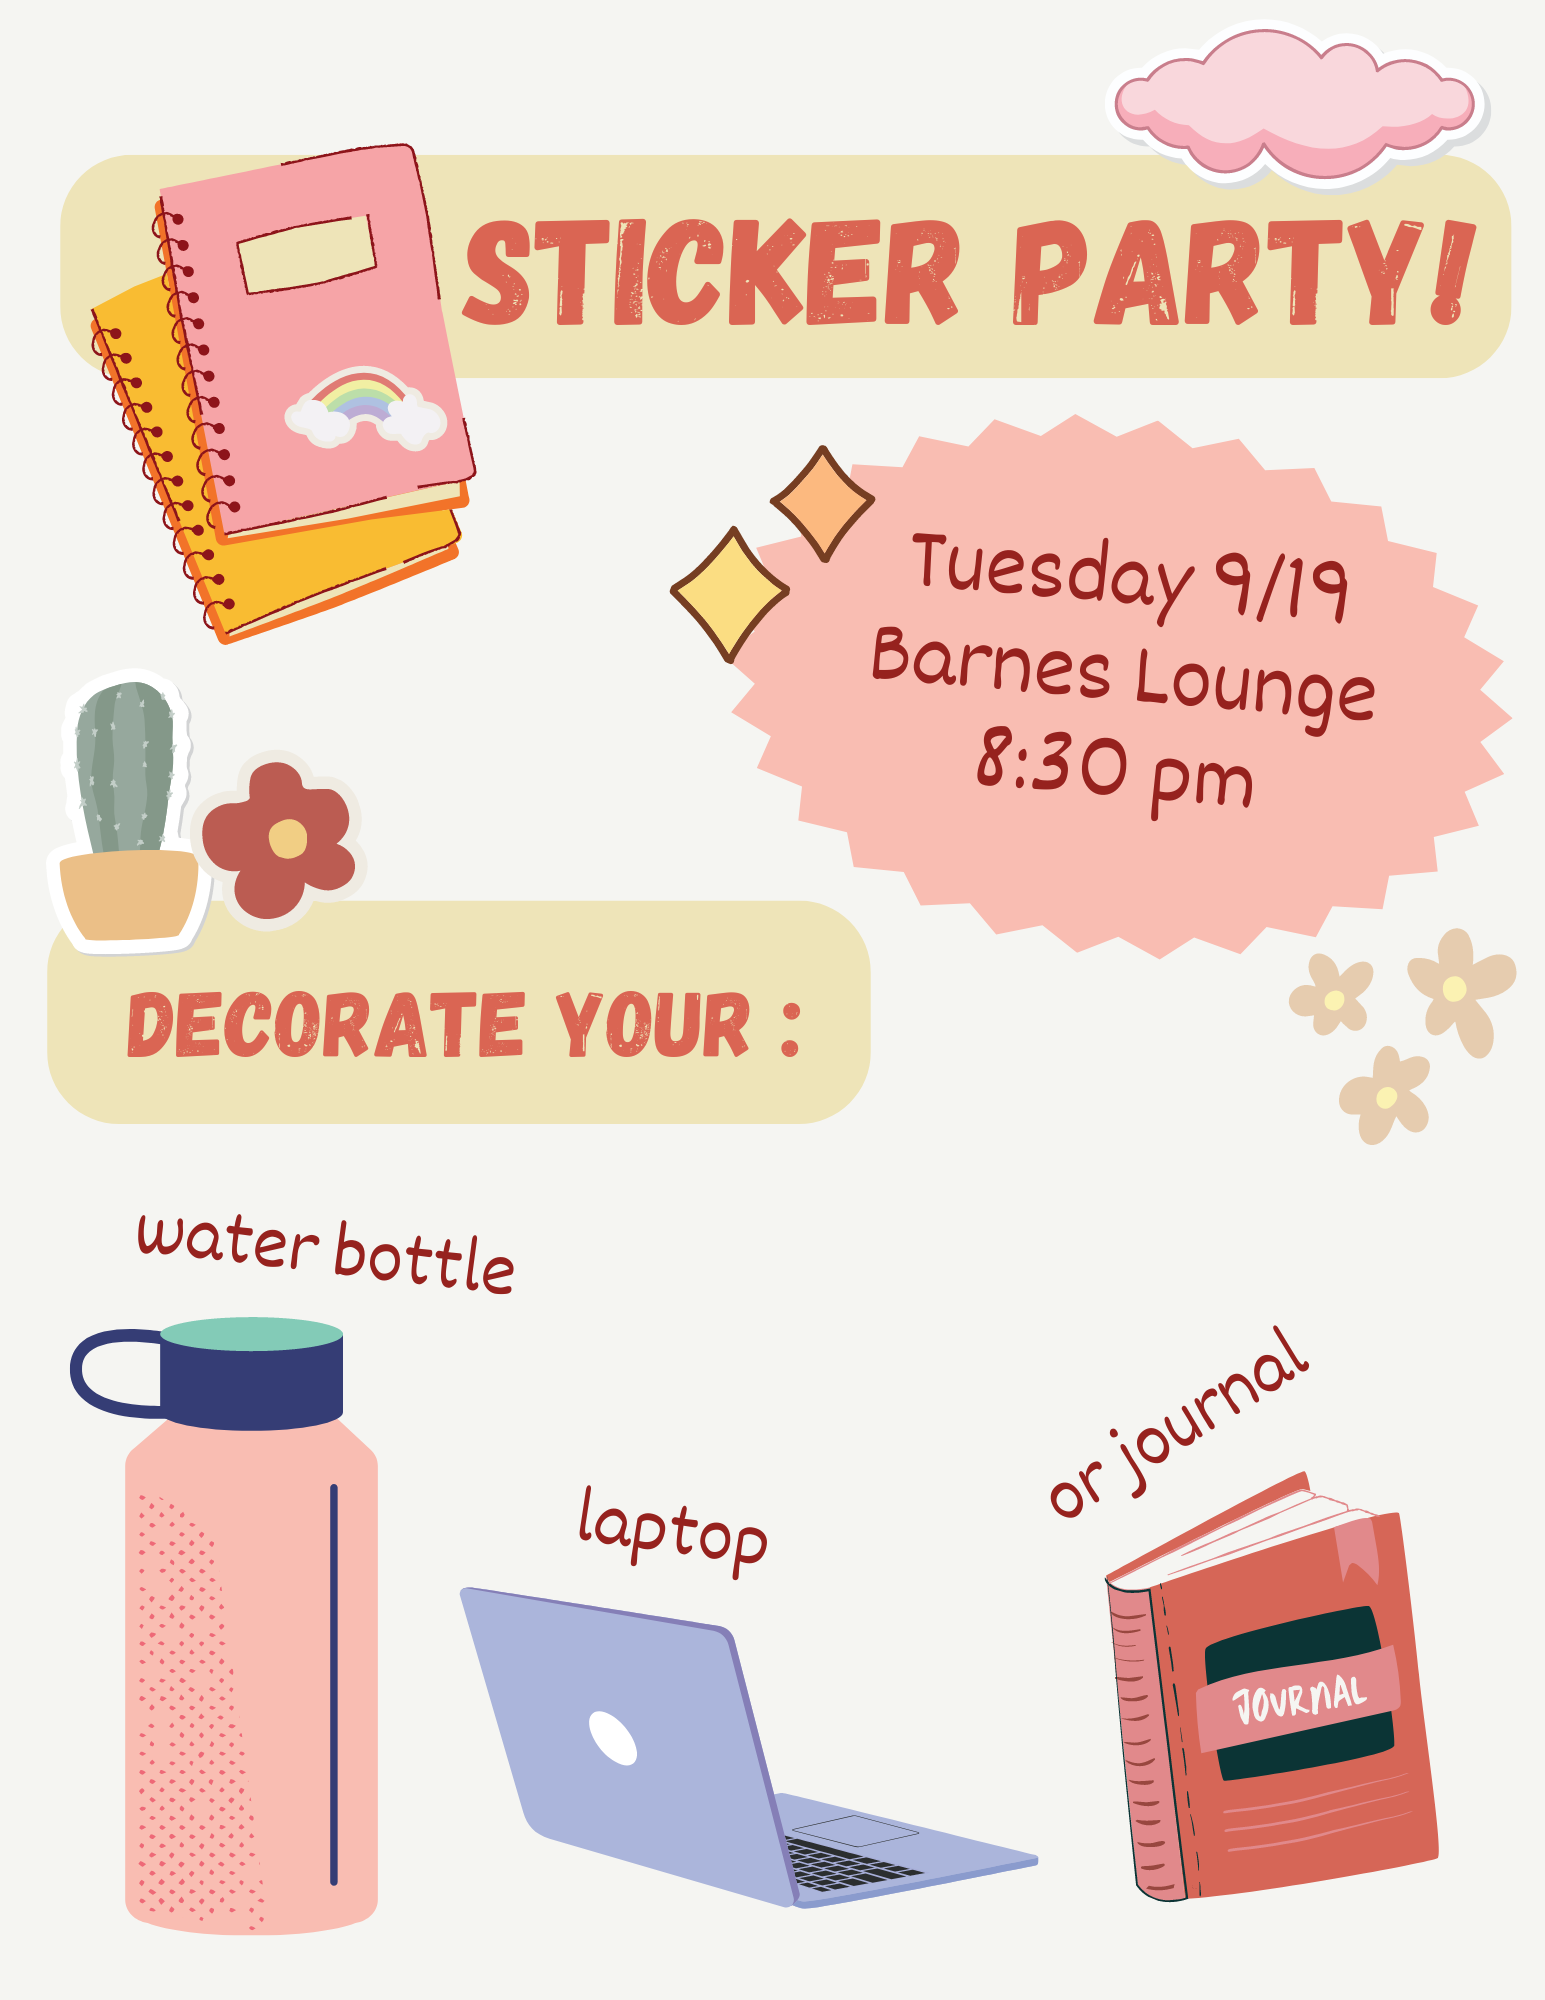 STICKER PARTY!
Tuesday 9/19
Barnes Lounge
8:30 pm
DECORATE YOUR :
water bottle
laptop
or journal
JOURNAL